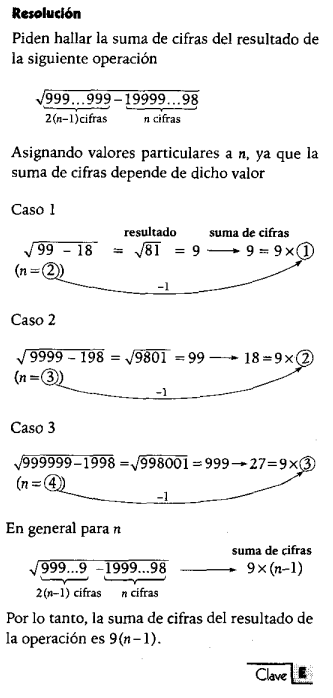 Resolución
Piden hallar la suma de cifras del resultado de
la siguiente operación
√999...999 − 19999...98
2(n−1)cifras n cifras
Asignando valores particulares a n, ya que la
suma de cifras depende de dicho valor
Caso 1
resultado suma de cifras
√99 − 18 = √81 = 9 → 9 = 9×①
(n=②)
−1
Caso 2
√9999 − 198 = √9801 = 99 → 18=9×②
(n=③)
−1
Caso 3
√999999−1998 = √998001 = 999 → 27=9×③
(n=④)
−1
En general para n
suma de cifras
√999...9 −1999...98 → 9×(n−1)
2(n−1) cifras n cifras
Por lo tanto, la suma de cifras del resultado de
la operación es 9(n−1).
Clave E